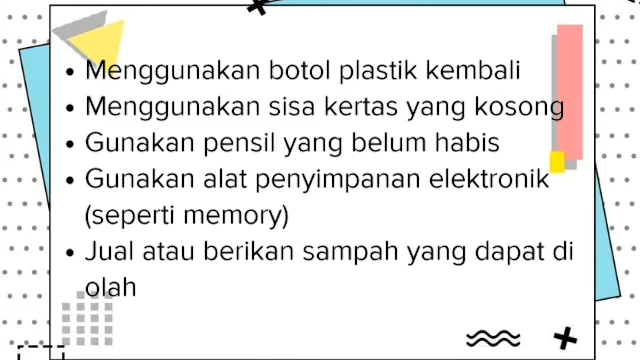 • Menggunakan botol plastik kembali
• Menggunakan sisa kertas yang kosong
• Gunakan pensil yang belum habis
• Gunakan alat penyimpanan elektronik
(seperti memory)
• Jual atau berikan sampah yang dapat di
olah